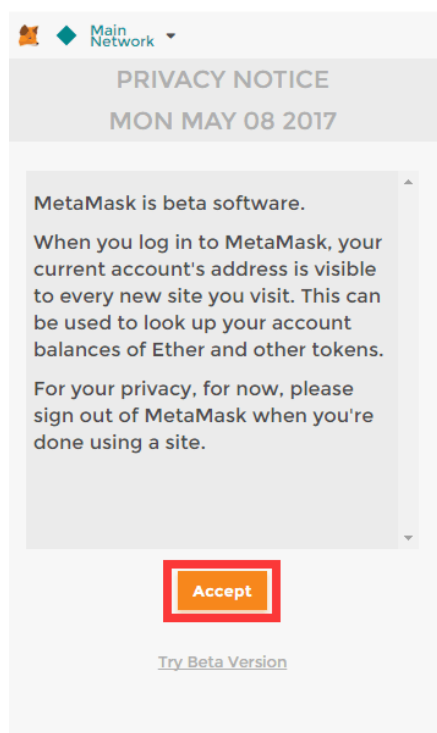 Main
Network
PRIVACY NOTICE
MON MAY 08 2017
MetaMask is beta software.
When you log in to MetaMask, your
current account's address is visible
to every new site you visit. This can
be used to look up your account
balances of Ether and other tokens.
For your privacy, for now, please
sign out of MetaMask when you're
done using a site.
Accept
Try Beta Version